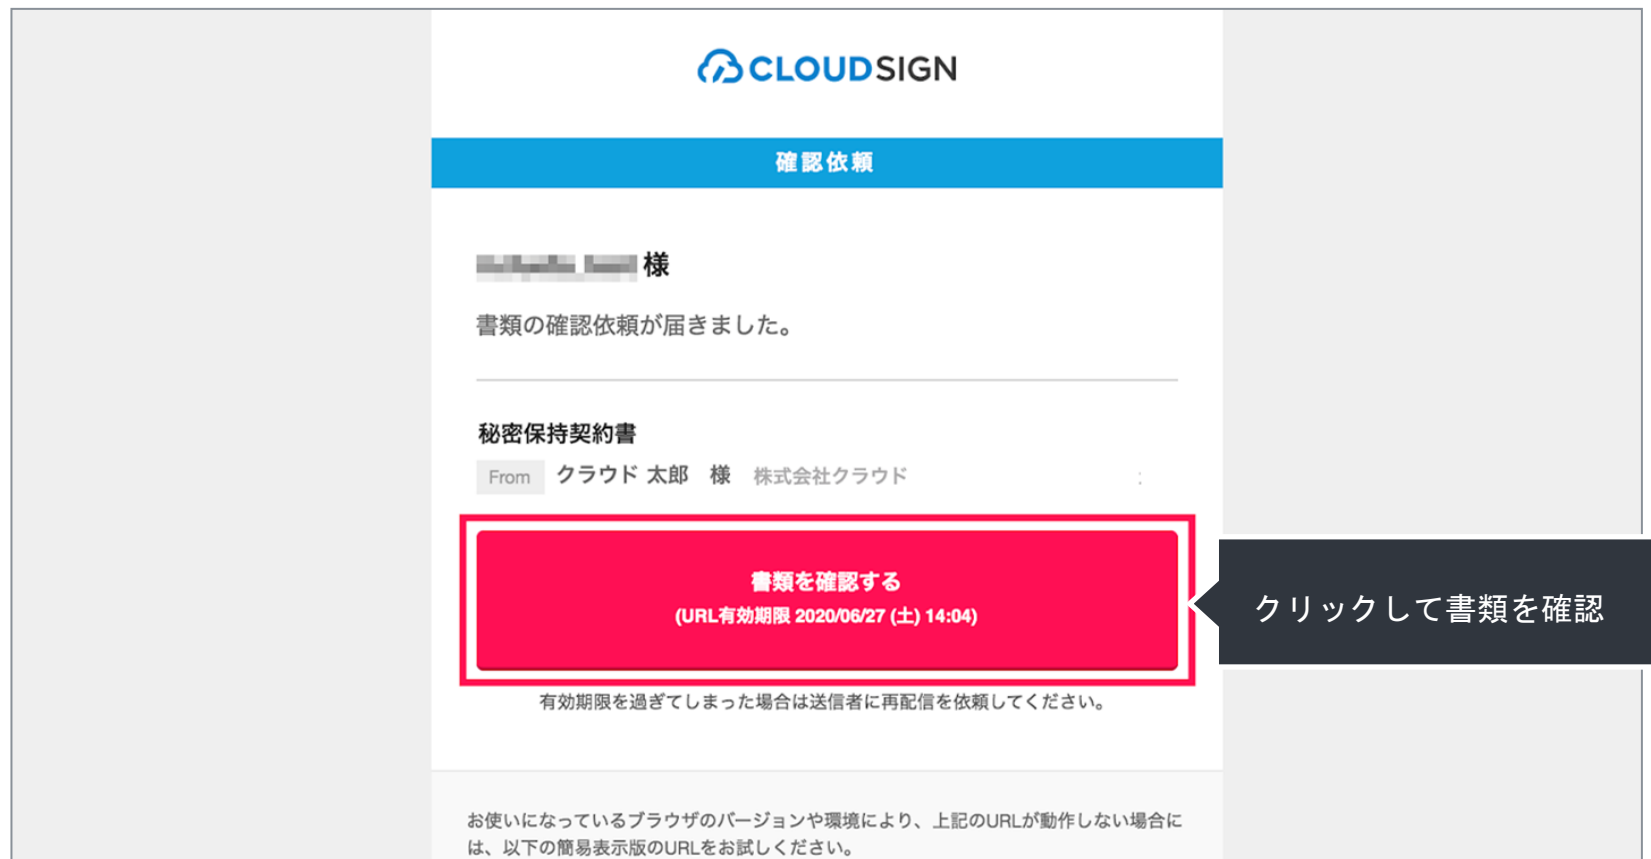 CLOUDSIGN
確認依頼
様
書類の確認依頼が届きました。
秘密保持契約書
From クラウド 太郎 様 株式会社クラウド :
書類を確認する
(URL有効期限 2020/06/27 (土) 14:04)
クリックして書類を確認
有効期限を過ぎてしまった場合は送信者に再配信を依頼してください。
お使いになっているブラウザのバージョンや環境により、上記のURLが動作しない場合に
は、以下の簡易表示版のURLをお試しください。